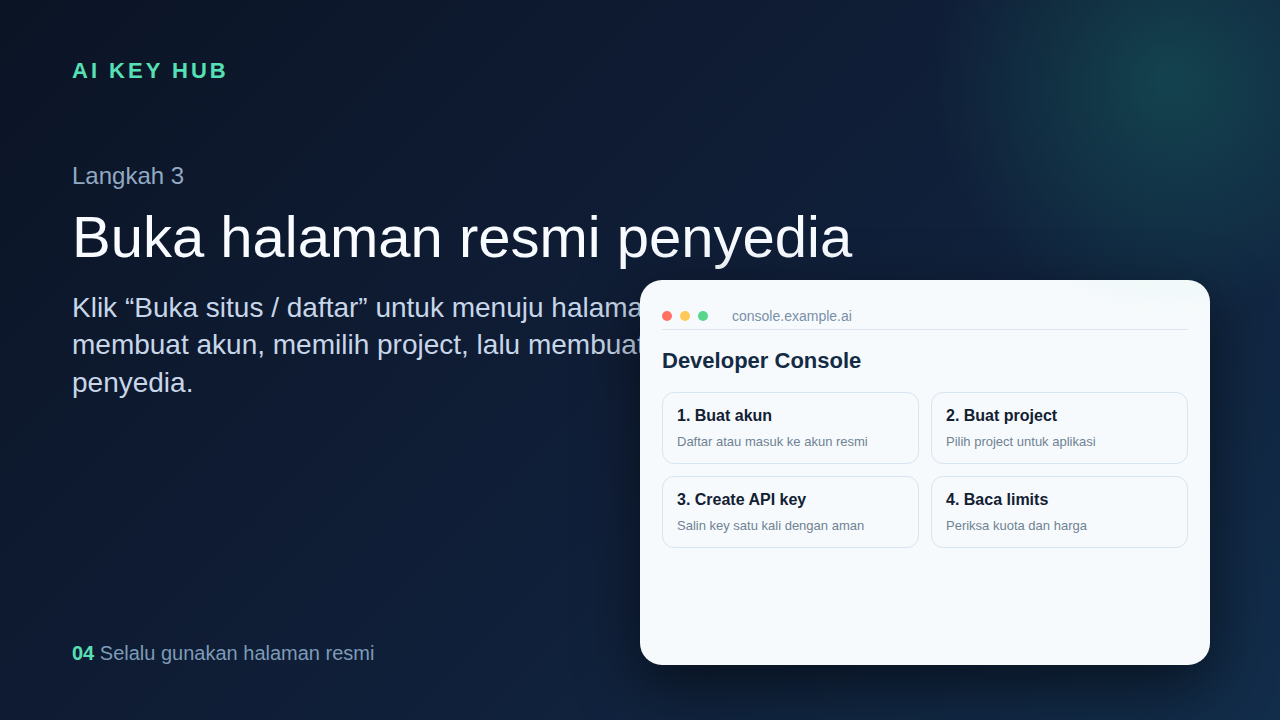 AI KEY HUB
Langkah 3
Buka halaman resmi penyedia
Klik “Buka situs / daftar” untuk menuju
membuat akun, memilih project, lalu membuat
penyedia.
console.example.ai
Developer Console
1. Buat akun
Daftar atau masuk ke akun resmi
2. Buat project
Pilih project untuk aplikasi
3. Create API key
Salin key satu kali dengan aman
4. Baca limits
Periksa kuota dan harga
04 Selalu gunakan halaman resmi